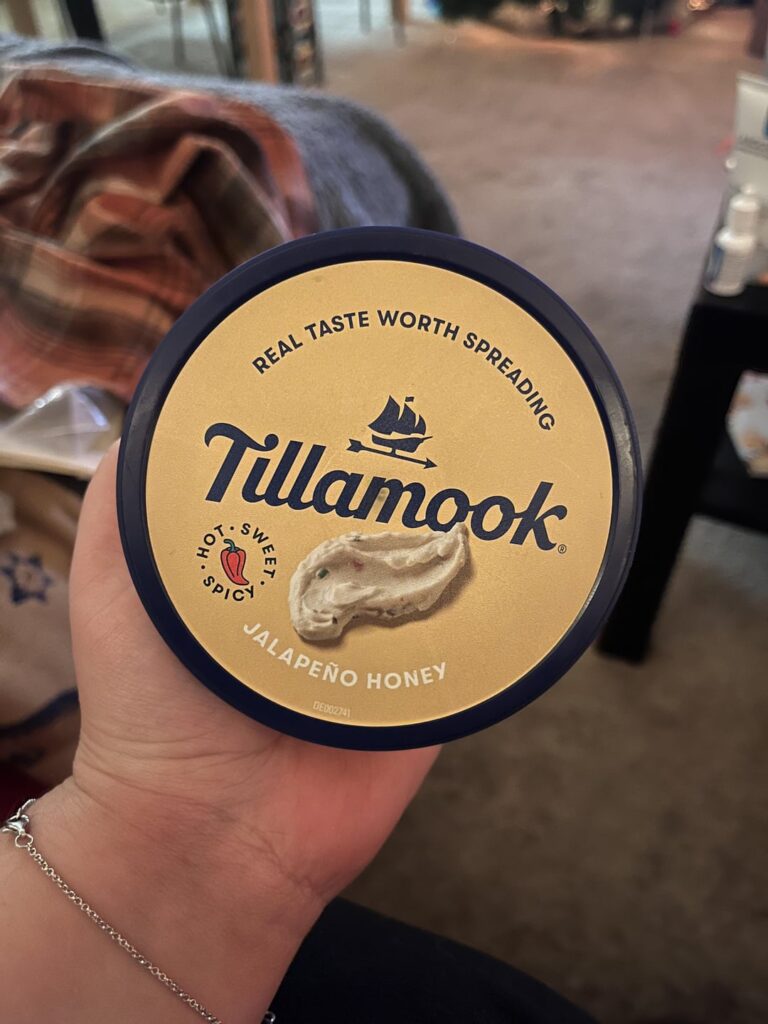 REAL TASTE WORTH SPREADING
Tillamook®
HOT · SWEET · SPICY ·
JALAPEÑO HONEY
DE002741